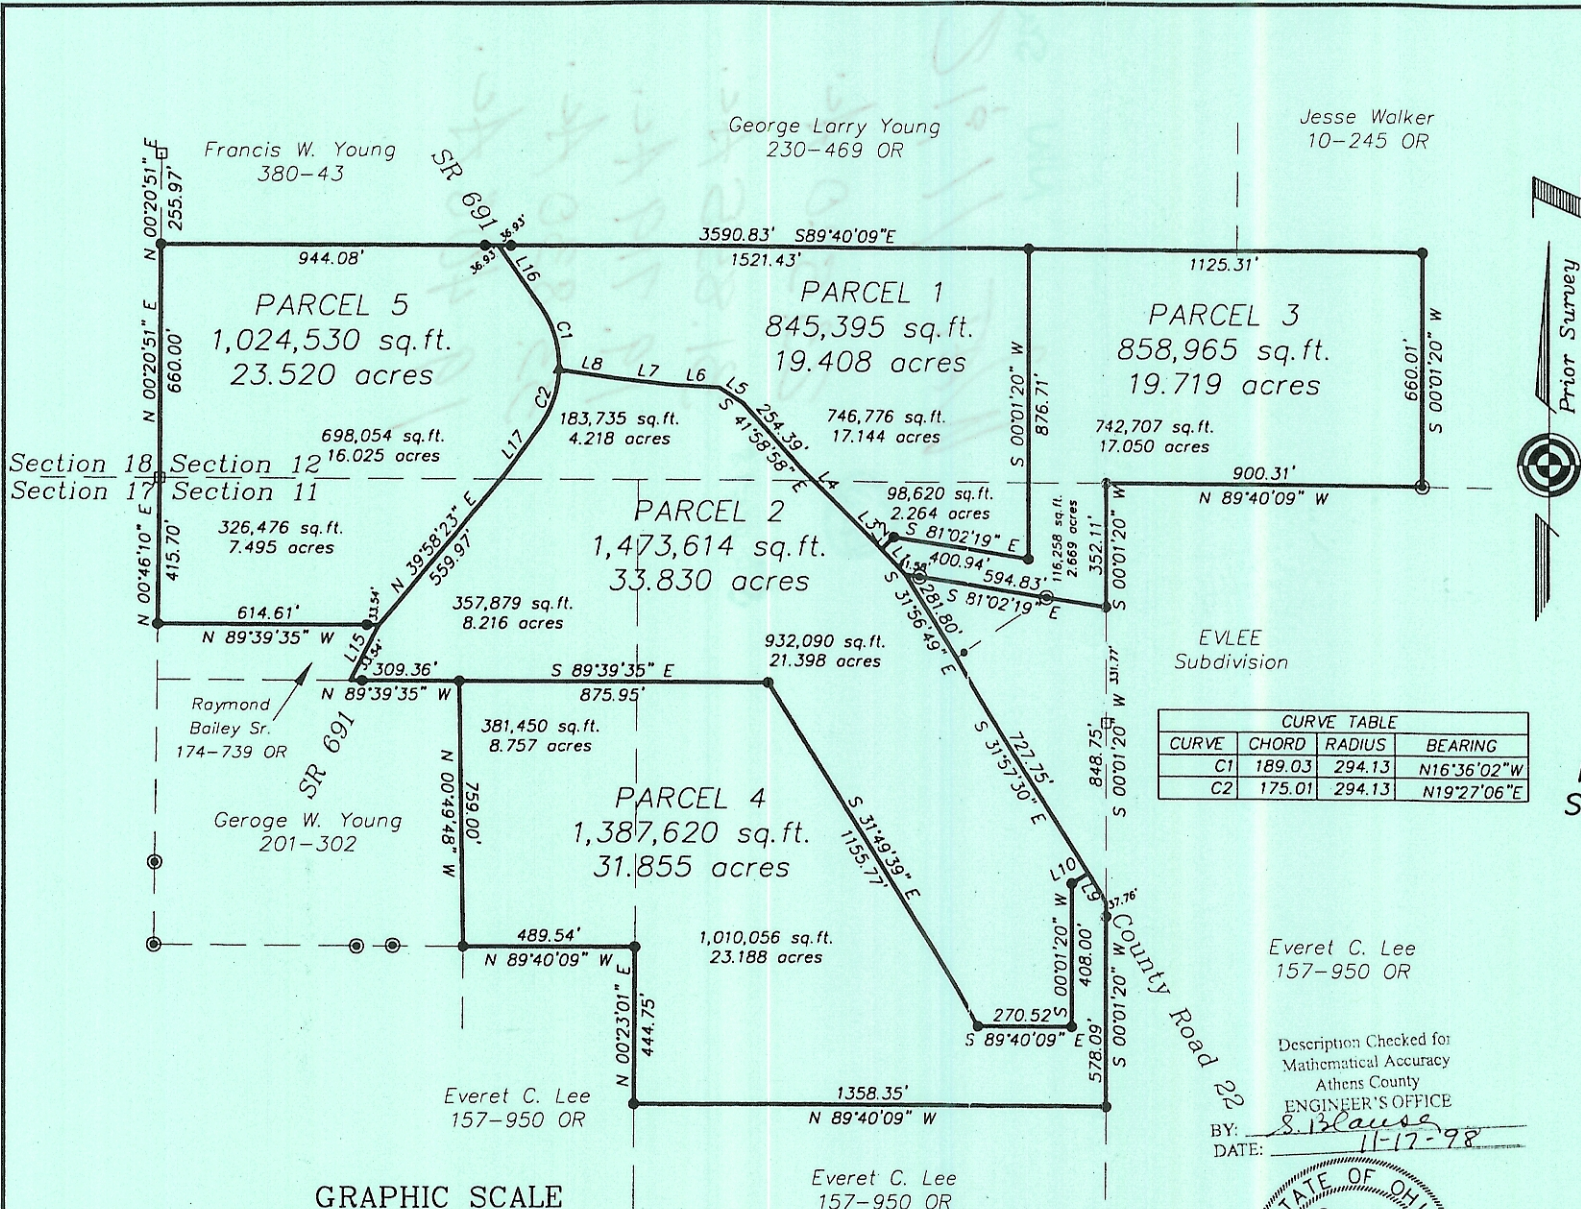 Francis W. Young
380-43
SR 691
George Larry Young
230-469 OR
Jesse Walker
10-245 OR
N 00°20'51" E
255.97'
36.93'
36.93'
944.08'
3590.83' S89°40'09"E
1521.43'
1125.31'
Prior Survey
L16
C1
PARCEL 5
1,024,530 sq.ft.
23.520 acres
N 00°20'51" E
660.00'
PARCEL 1
845,395 sq.ft.
19.408 acres
PARCEL 3
858,965 sq.ft.
19.719 acres
S 00°01'20" W
660.01'
S 00°01'20" W
876.71'
L8
L7
L6
L5
C2
L17
183,735 sq.ft.
4.218 acres
S 41°58'58" E
254.39'
746,776 sq.ft.
17.144 acres
742,707 sq.ft.
17.050 acres
698,054 sq.ft.
16.025 acres
Section 18 Section 12
Section 17 Section 11
900.31'
N 89°40'09" W
L4
98,620 sq.ft.
2.264 acres
326,476 sq.ft.
7.495 acres
N 00°46'10" E
415.70'
N 39°58'23" E
559.97'
PARCEL 2
1,473,614 sq.ft.
33.830 acres
L3
L2
L1
S 81°02'19" E
400.94'
116,258 sq.ft.
2.669 acres
352.11'
S 00°01'20" W
594.83'
S 81°02'19" E
281.80'
S 31°56'49" E
614.61'
N 89°39'35" W
33.54'
L15
33.54'
357,879 sq.ft.
8.216 acres
932,090 sq.ft.
21.398 acres
EVLEE
Subdivision
309.36'
N 89°39'35" W
S 89°39'35" E
875.95'
331.77'
848.75'
S 00°01'20" W
Raymond
Bailey Sr.
174-739 OR
SR 691
381,450 sq.ft.
8.757 acres
727.75'
S 31°57'30" E
CURVE TABLE
CURVE CHORD RADIUS BEARING
C1 189.03 294.13 N16°36'02"W
C2 175.01 294.13 N19°27'06"E
S
Geroge W. Young
201-302
N 00°49'48" W
759.00'
PARCEL 4
1,387,620 sq.ft.
31.855 acres
S 31°49'39" E
1155.77'
L10
L9
37.76'
489.54'
N 89°40'09" W
1,010,056 sq.ft.
23.188 acres
S 00°01'20" W
408.00'
County Road 22
Everet C. Lee
157-950 OR
N 00°23'01" E
444.75'
270.52'
S 89°40'09" E
578.09'
S 00°01'20" W
Description Checked for
Mathematical Accuracy
Athens County
ENGINEER'S OFFICE
BY: S. Blause
DATE: 11-17-98
Everet C. Lee
157-950 OR
1358.35'
N 89°40'09" W
Everet C. Lee
157-950 OR
GRAPHIC SCALE
STATE OF OHI